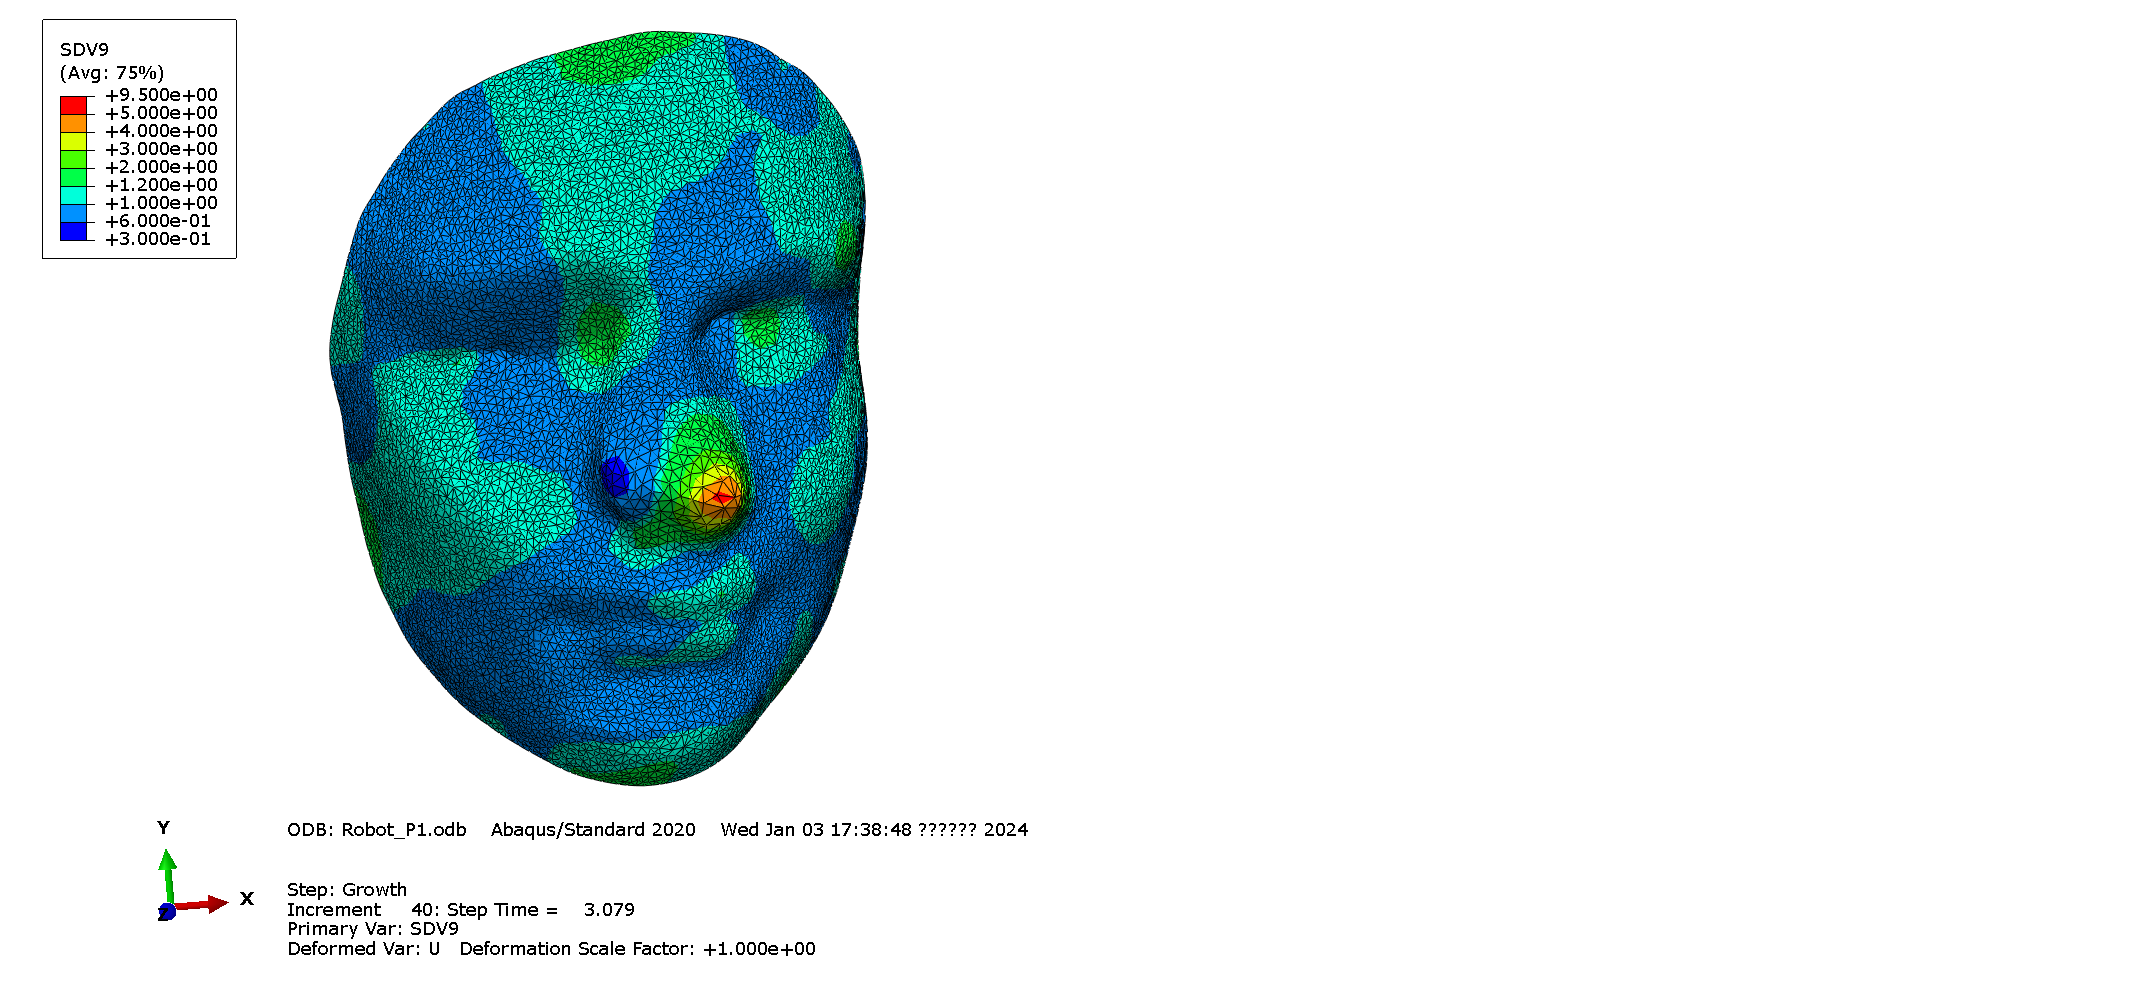 SDV9
(Avg: 75%)
+9.500e+00
+5.000e+00
+4.000e+00
+3.000e+00
+2.000e+00
+1.200e+00
+1.000e+00
+6.000e-01
+3.000e-01
Y
X
Z
ODB: Robot_P1.odb    Abaqus/Standard 2020    Wed Jan 03 17:38:48 ?????? 2024
Step: Growth
Increment     40: Step Time =    3.079
Primary Var: SDV9
Deformed Var: U   Deformation Scale Factor: +1.000e+00